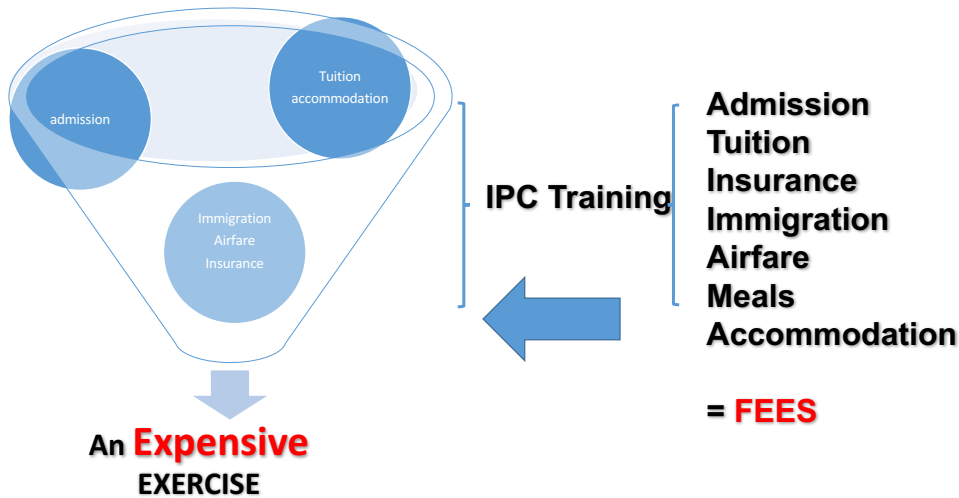 admission
Tuition
accommodation
Immigration
Airfare
Insurance
An Expensive
EXERCISE
IPC Training
Admission
Tuition
Insurance
Immigration
Airfare
Meals
Accommodation
= FEES